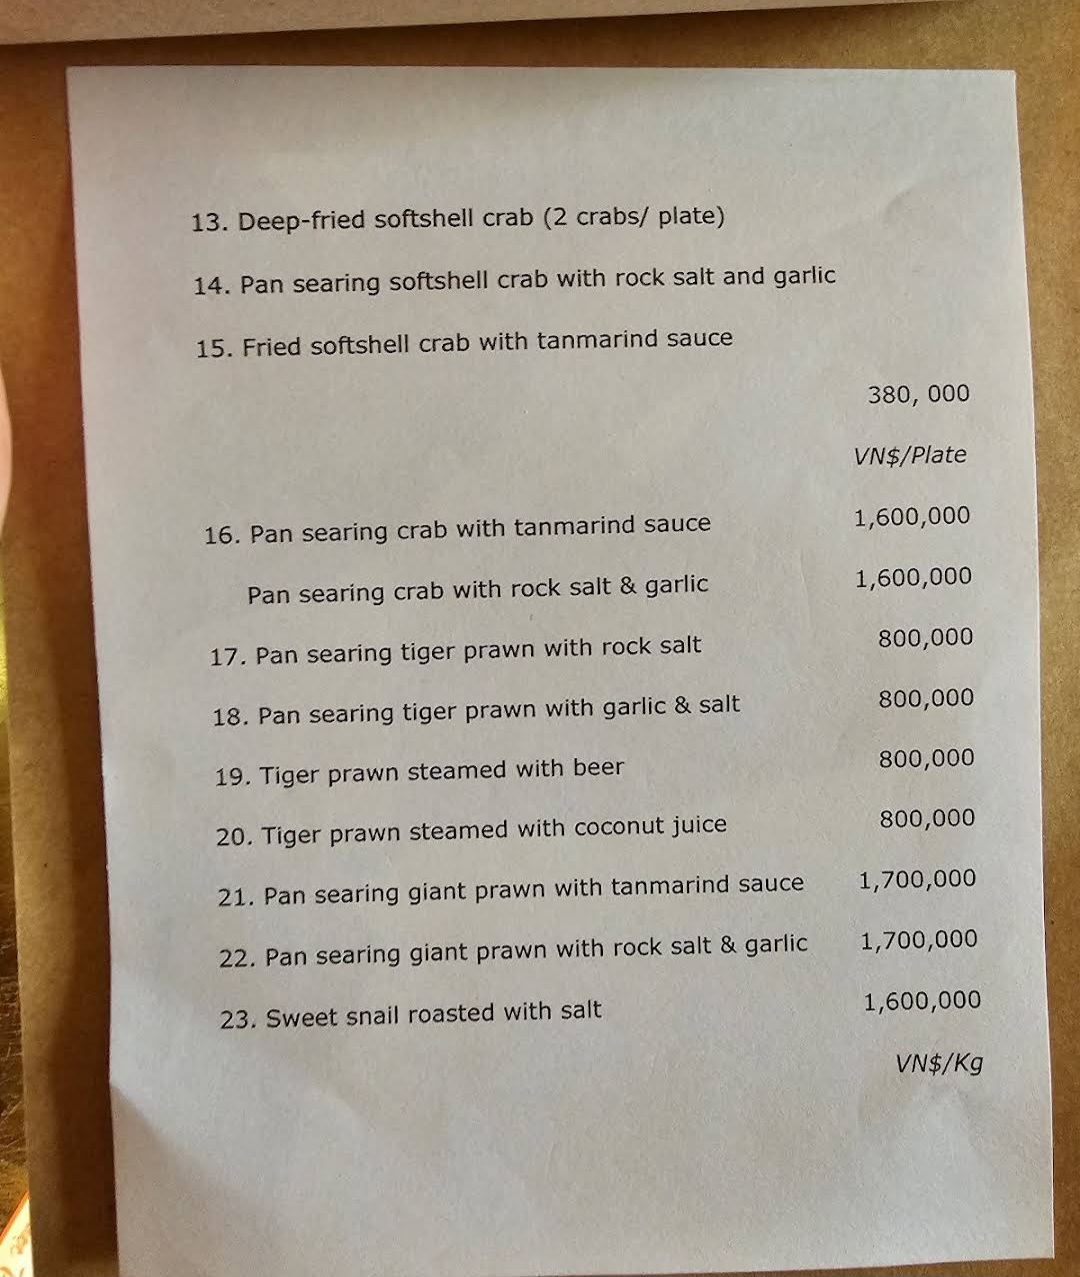 13. Deep-fried softshell crab (2 crabs/ plate)
14. Pan searing softshell crab with rock salt and garlic
15. Fried softshell crab with tanmarind sauce
380, 000
VN$/Plate
16. Pan searing crab with tanmarind sauce 1,600,000
Pan searing crab with rock salt & garlic 1,600,000
17. Pan searing tiger prawn with rock salt 800,000
18. Pan searing tiger prawn with garlic & salt 800,000
19. Tiger prawn steamed with beer 800,000
20. Tiger prawn steamed with coconut juice 800,000
21. Pan searing giant prawn with tanmarind sauce 1,700,000
22. Pan searing giant prawn with rock salt & garlic 1,700,000
23. Sweet snail roasted with salt 1,600,000
VN$/Kg